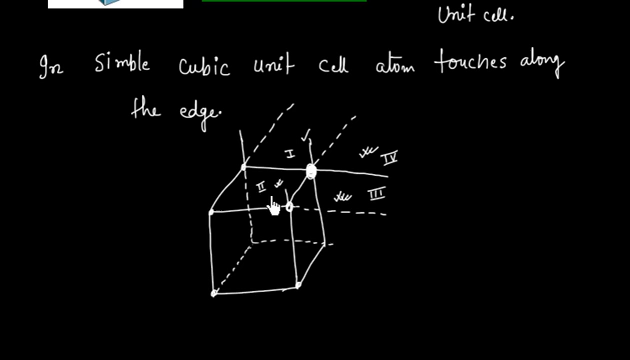 Unit cell.
In Simble cubic unit cell atom touches along
the edge.
I
IV
II
III